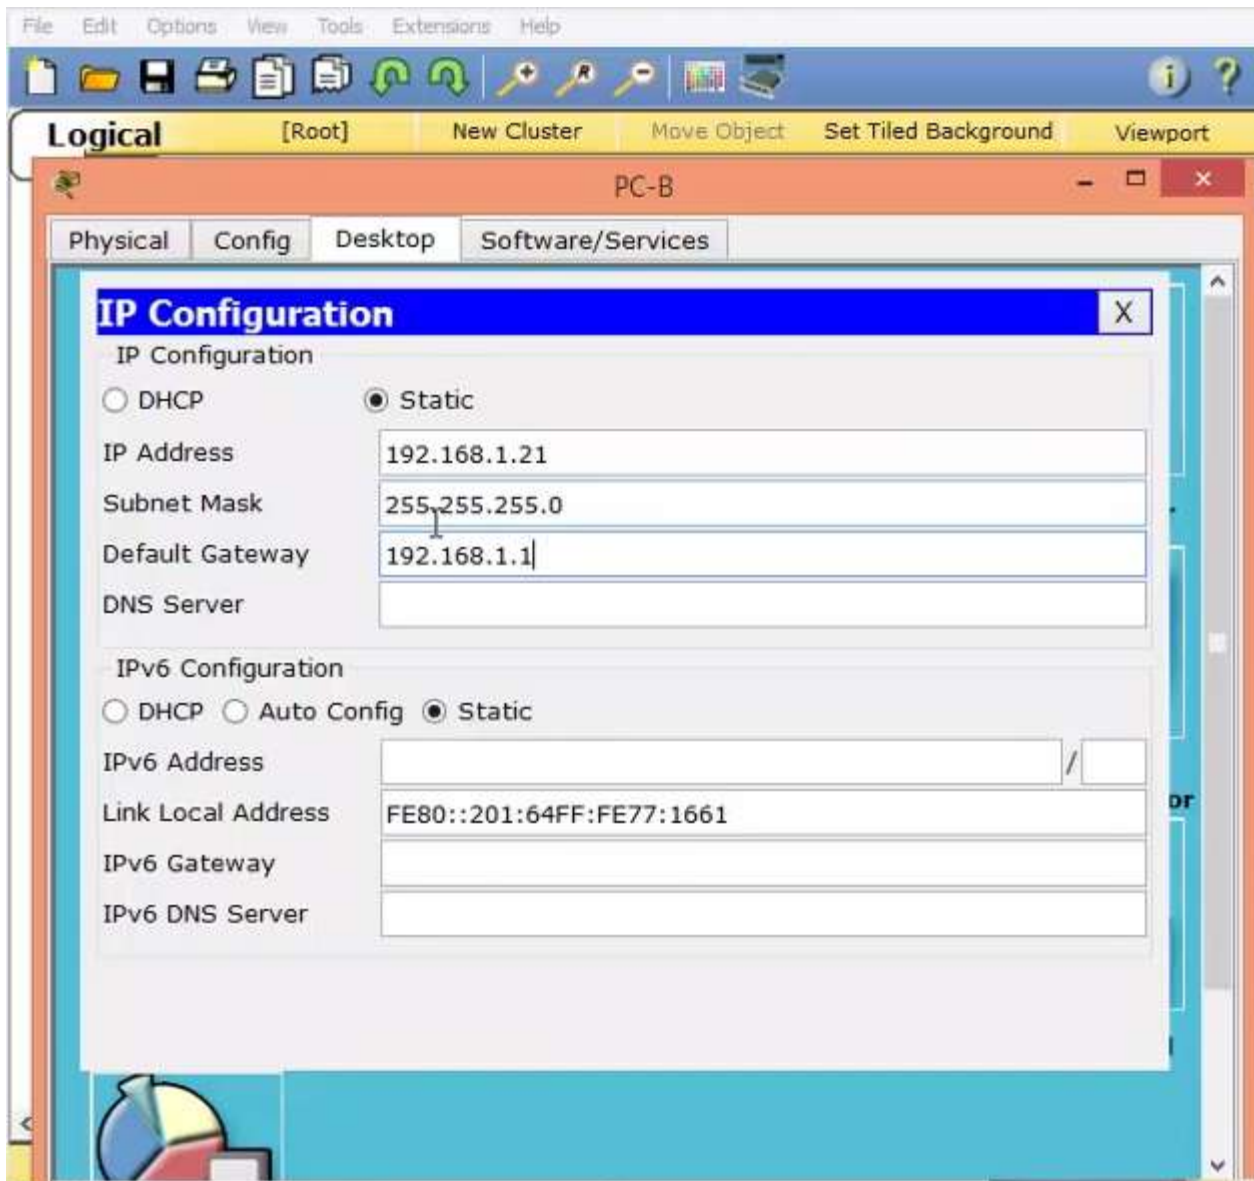 File Edit Options View Tools Extensions Help
Logical [Root] New Cluster Move Object Set Tiled Background Viewport
PC-B
Physical Config Desktop Software/Services
IP Configuration X
IP Configuration
DHCP Static
IP Address 192.168.1.21
Subnet Mask 255.255.255.0
Default Gateway 192.168.1.1
DNS Server
IPv6 Configuration
DHCP Auto Config Static
IPv6 Address /
Link Local Address FE80::201:64FF:FE77:1661
or
IPv6 Gateway
IPv6 DNS Server